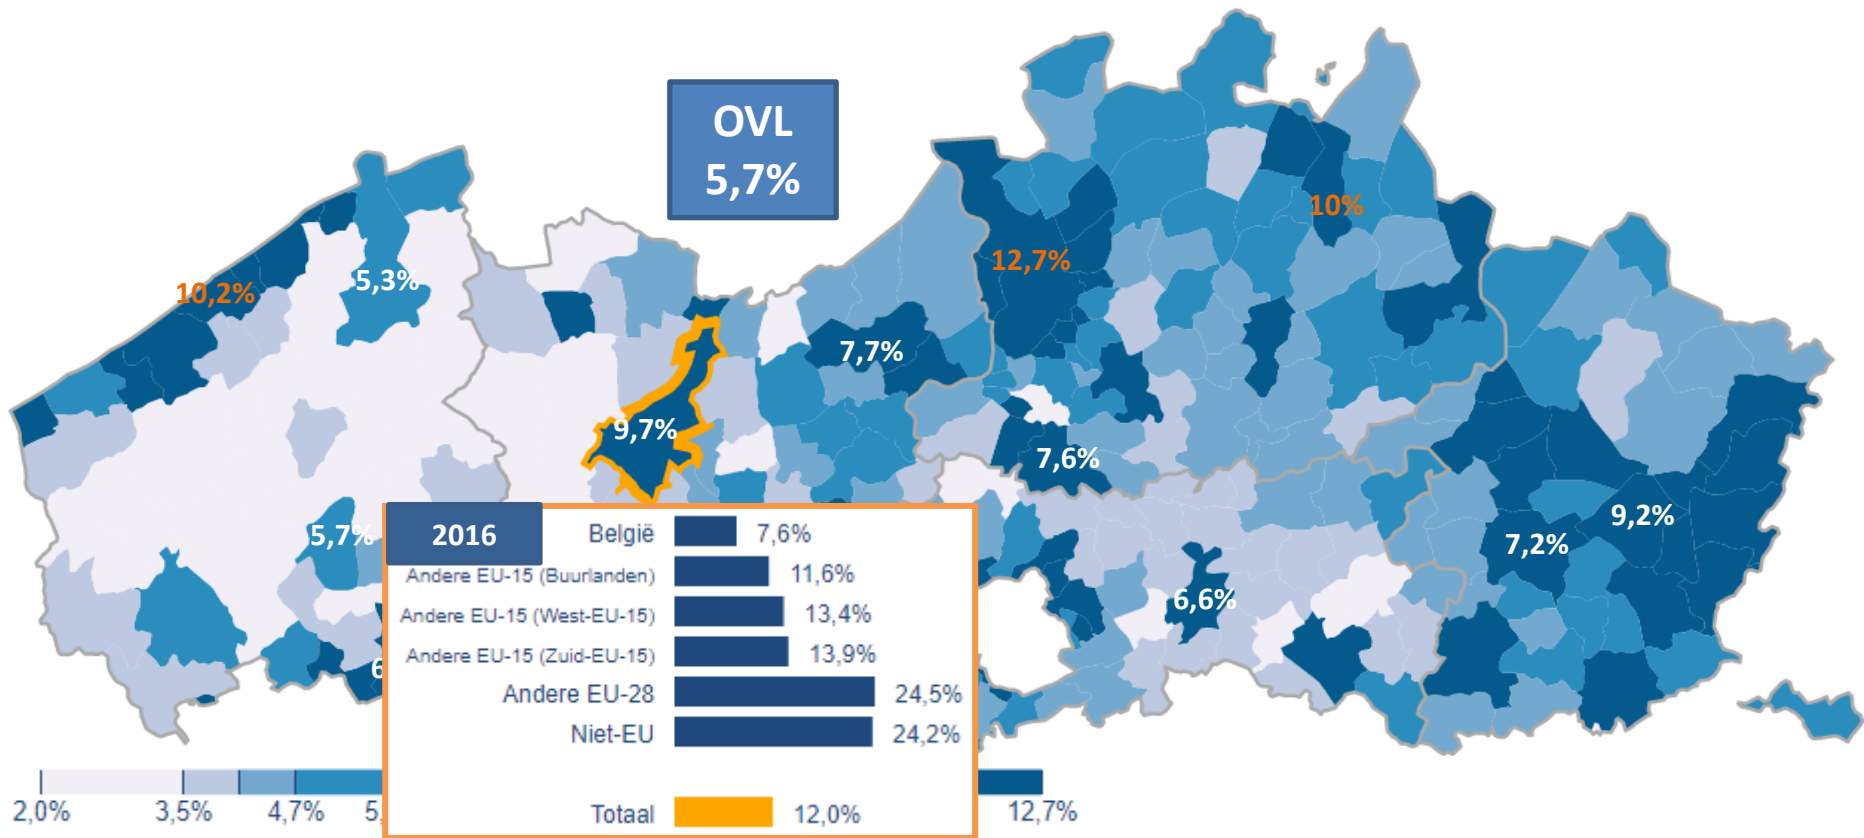 OVL
5,7%
10%
12,7%
5,3%
10,2%
7,7%
9,7%
7,6%
9,2%
5,7%
7,2%
6,6%
6
2016
België 7,6%
Andere EU-15 (Buurlanden) 11,6%
Andere EU-15 (West-EU-15) 13,4%
Andere EU-15 (Zuid-EU-15) 13,9%
Andere EU-28 24,5%
Niet-EU 24,2%
Totaal 12,0%
2,0% 3,5% 4,7% 5, 12,7%